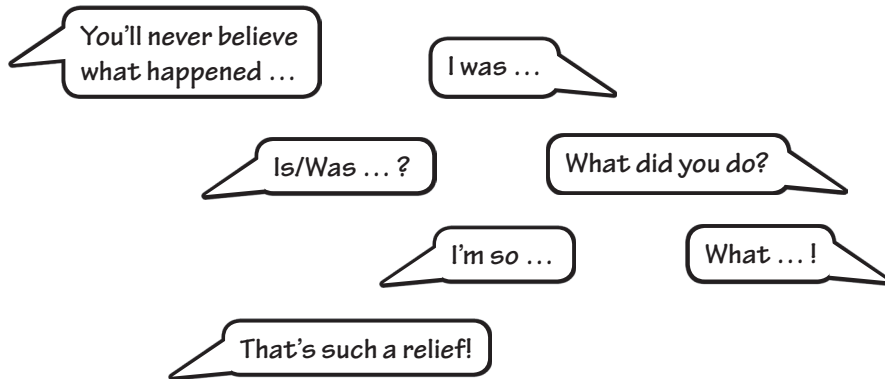 You'll never believe
what happened ...
I was ...
Is/Was ... ?
What did you do?
I'm so ...
What ... !
That's such a relief!